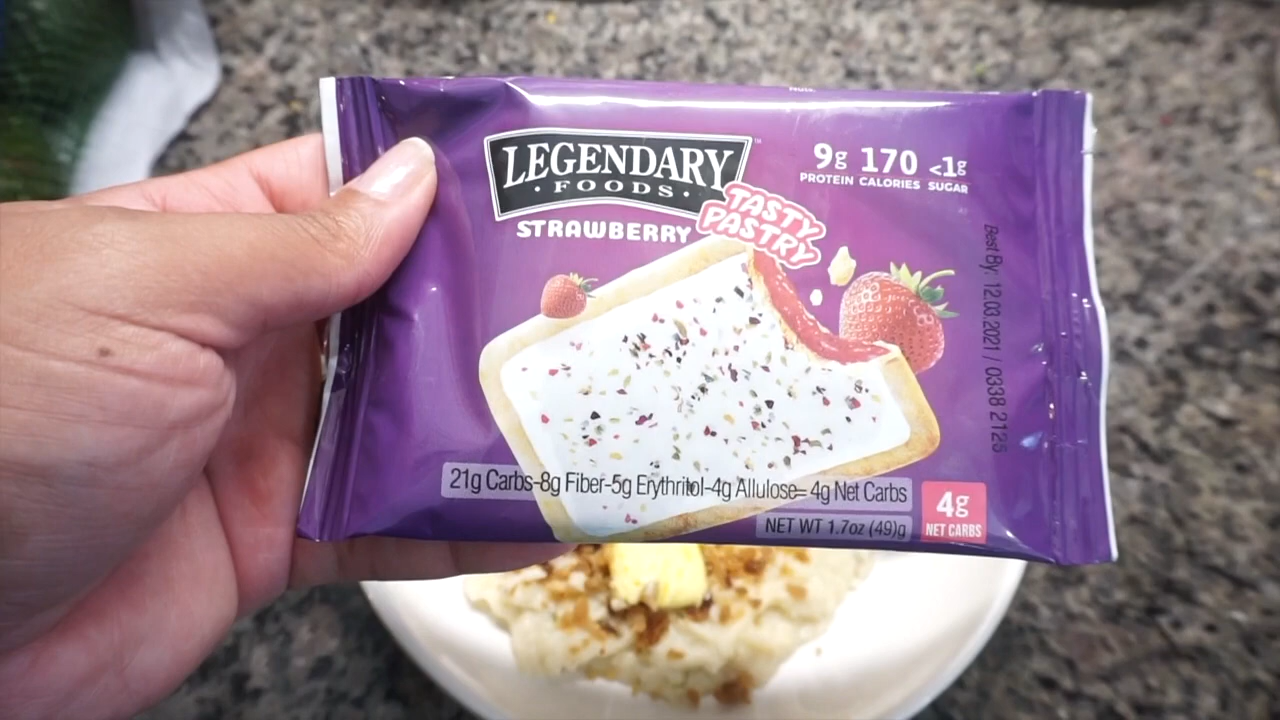 LEGENDARY
·FOODS·
™
STRAWBERRY
TASTY
PASTRY
9g 170 <1g
PROTEIN CALORIES SUGAR
Best By: 12.03.2021 / 0338 2125
21g Carbs-8g Fiber-5g Erythritol-4g Allulose= 4g Net Carbs
4g
NET CARBS
NET WT 1.7oz (49)g